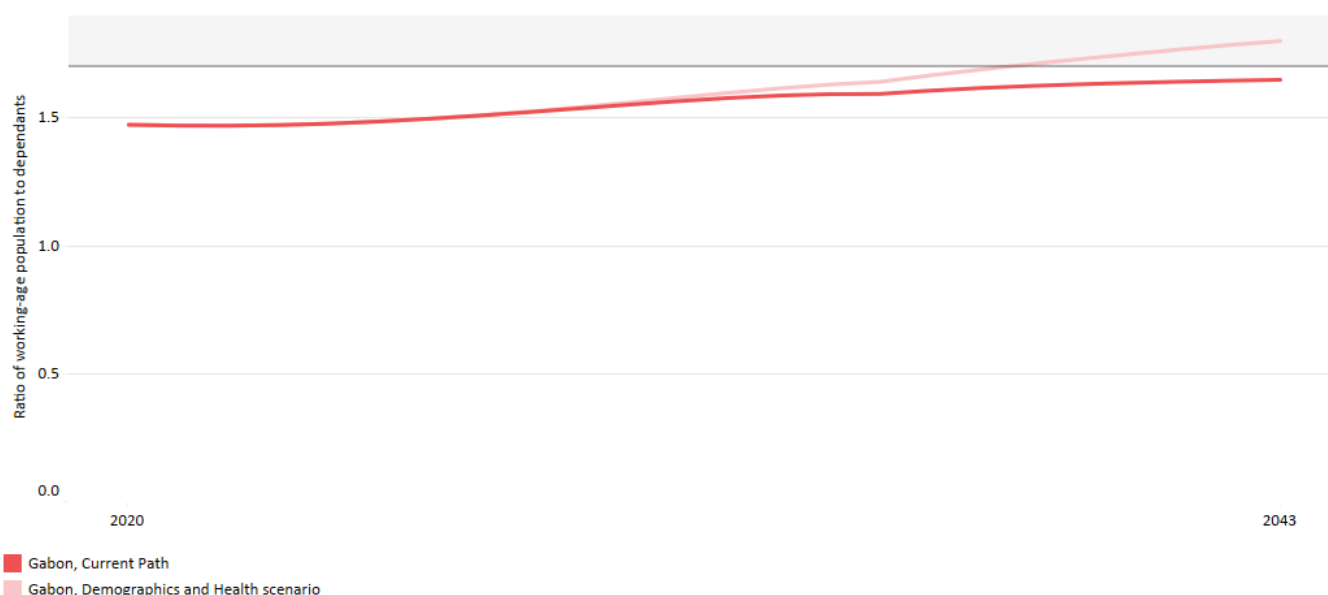 Ratio of working-age population to dependants
1.5
1.0
0.5
0.0
2020
2043
Gabon, Current Path
Gabon, Demographics and Health scenario